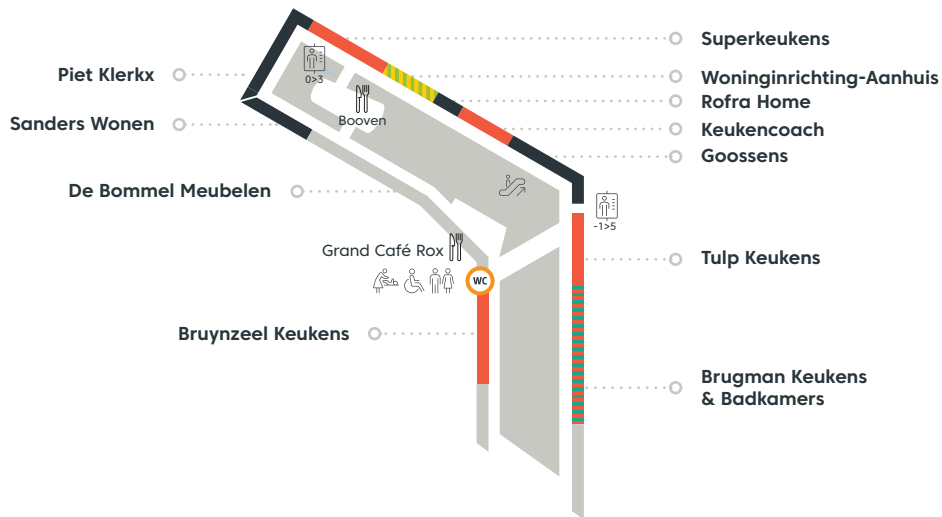 Superkeukens
Piet Klerkx
Woninginrichting-Aanhuis
0>3
Rofra Home
Booven
Sanders Wonen
Keukencoach
Goossens
De Bommel Meubelen
-1>5
Grand Café Rox
Tulp Keukens
WC
Bruynzeel Keukens
Brugman Keukens
& Badkamers